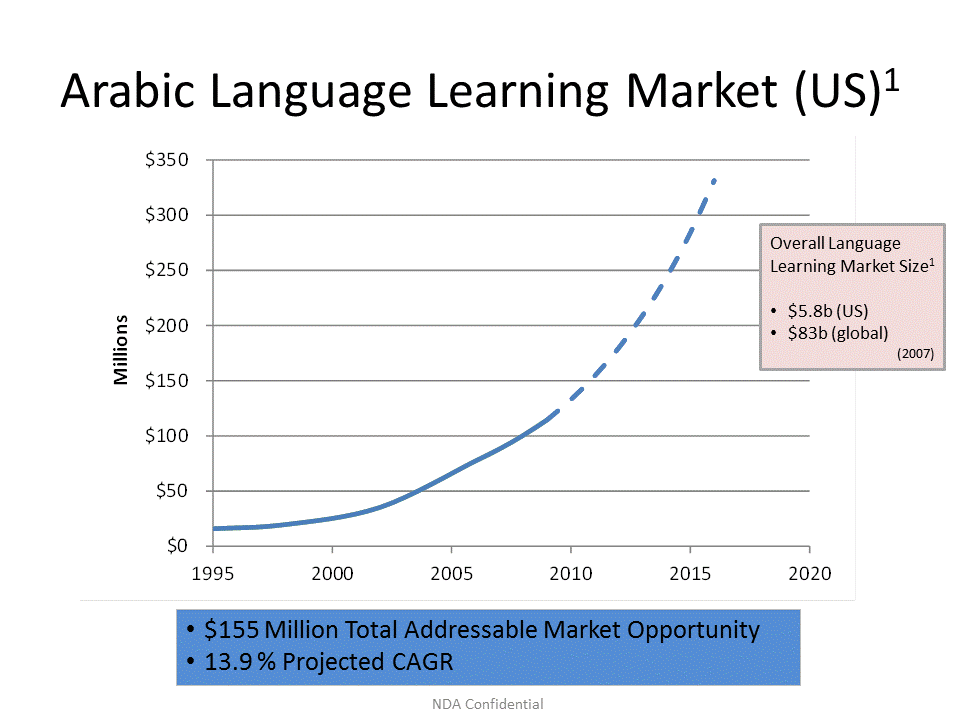 Arabic Language Learning Market (US)1
$350
$300
$250
$200
$150
$100
$50
$0
Millions
1995 2000 2005 2010 2015 2020
Overall Language
Learning Market Size1
• $5.8b (US)
• $83b (global)
(2007)
• $155 Million Total Addressable Market Opportunity
• 13.9 % Projected CAGR
NDA Confidential